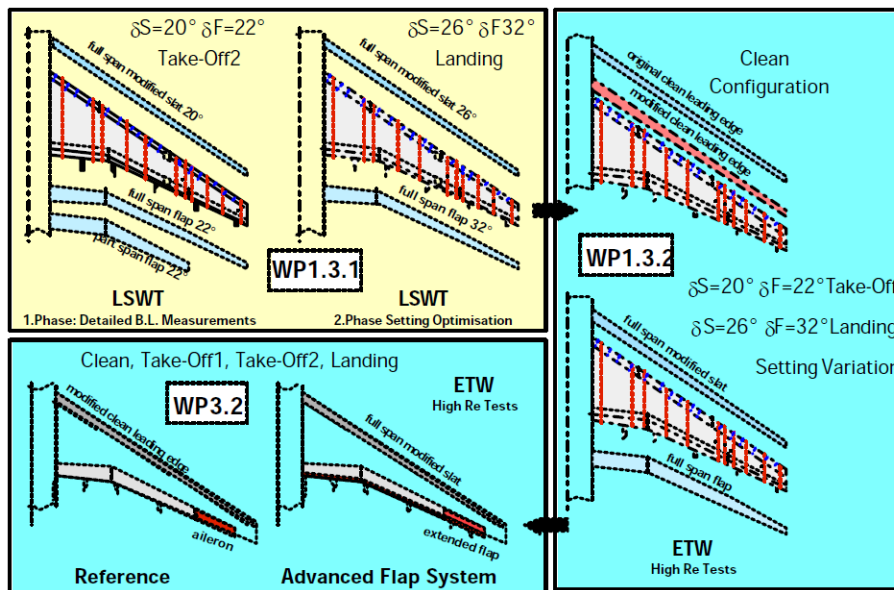 δS=20° δF=22°
Take-Off2
full span modified slat 20°
full span flap 22°
part span flap 22°
LSWT
1.Phase: Detailed B.L. Measurements
δS=26° δF32°
Landing
full span modified slat 26°
full span flap 32°
WP1.3.1
LSWT
2.Phase Setting Optimisation
Clean
Configuration
original clean leading edge
modified clean leading edge
WP1.3.2
δS=20° δF=22°Take-Off
δS=26° δF=32°Landing
Setting Variation
full span modified slat
full span flap
ETW
High Re Tests
Clean, Take-Off1, Take-Off2, Landing
WP3.2
ETW
High Re Tests
modified clean leading edge
aileron
Reference
full span modified slat
extended flap
Advanced Flap System